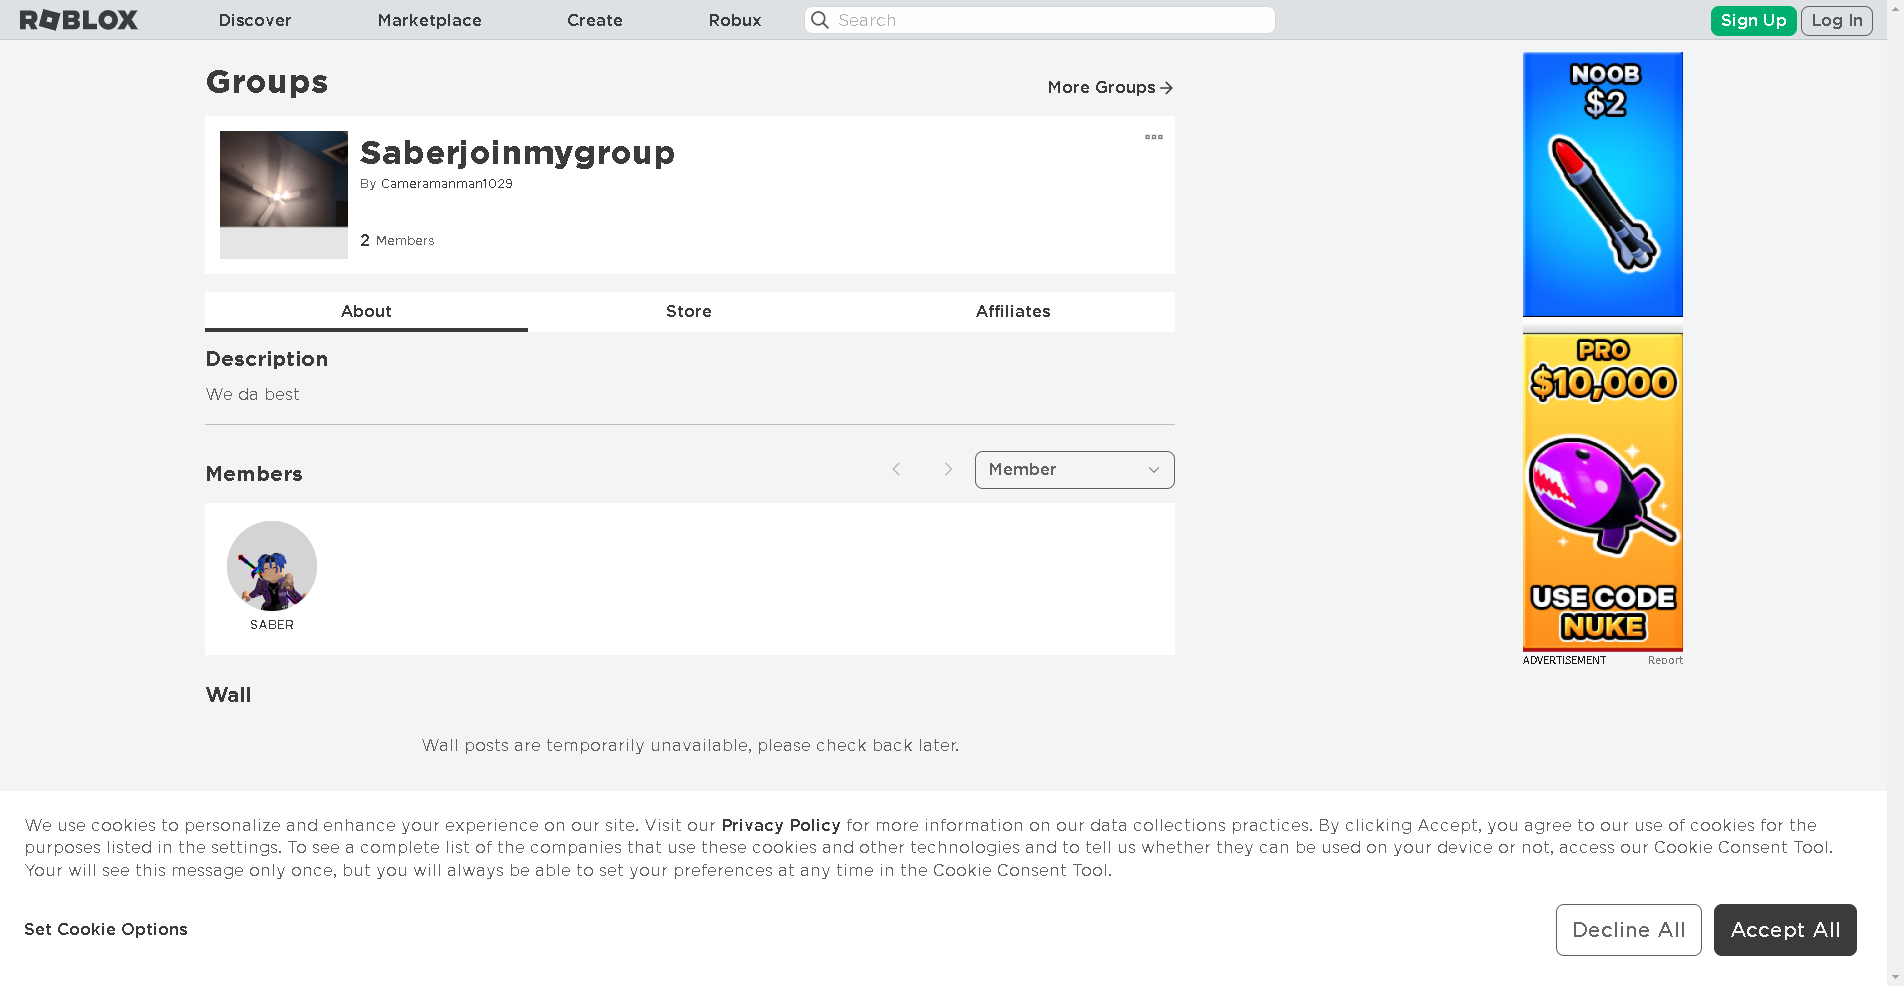 ROBLOX
Discover
Marketplace
Create
Robux
Search
Sign Up
Log In
Groups
More Groups
Saberjoinmygroup
By Cameramanman1029
2 Members
About
Store
Affiliates
Description
We da best
Members
Member
SABER
Wall
Wall posts are temporarily unavailable, please check back later.
NOOB
$2
PRO
$10,000
USE CODE
NUKE
ADVERTISEMENT
Report
We use cookies to personalize and enhance your experience on our site. Visit our Privacy Policy for more information on our data collections practices. By clicking Accept, you agree to our use of cookies for the
purposes listed in the settings. To see a complete list of the companies that use these cookies and other technologies and to tell us whether they can be used on your device or not, access our Cookie Consent Tool.
Your will see this message only once, but you will always be able to set your preferences at any time in the Cookie Consent Tool.
Set Cookie Options
Decline All
Accept All